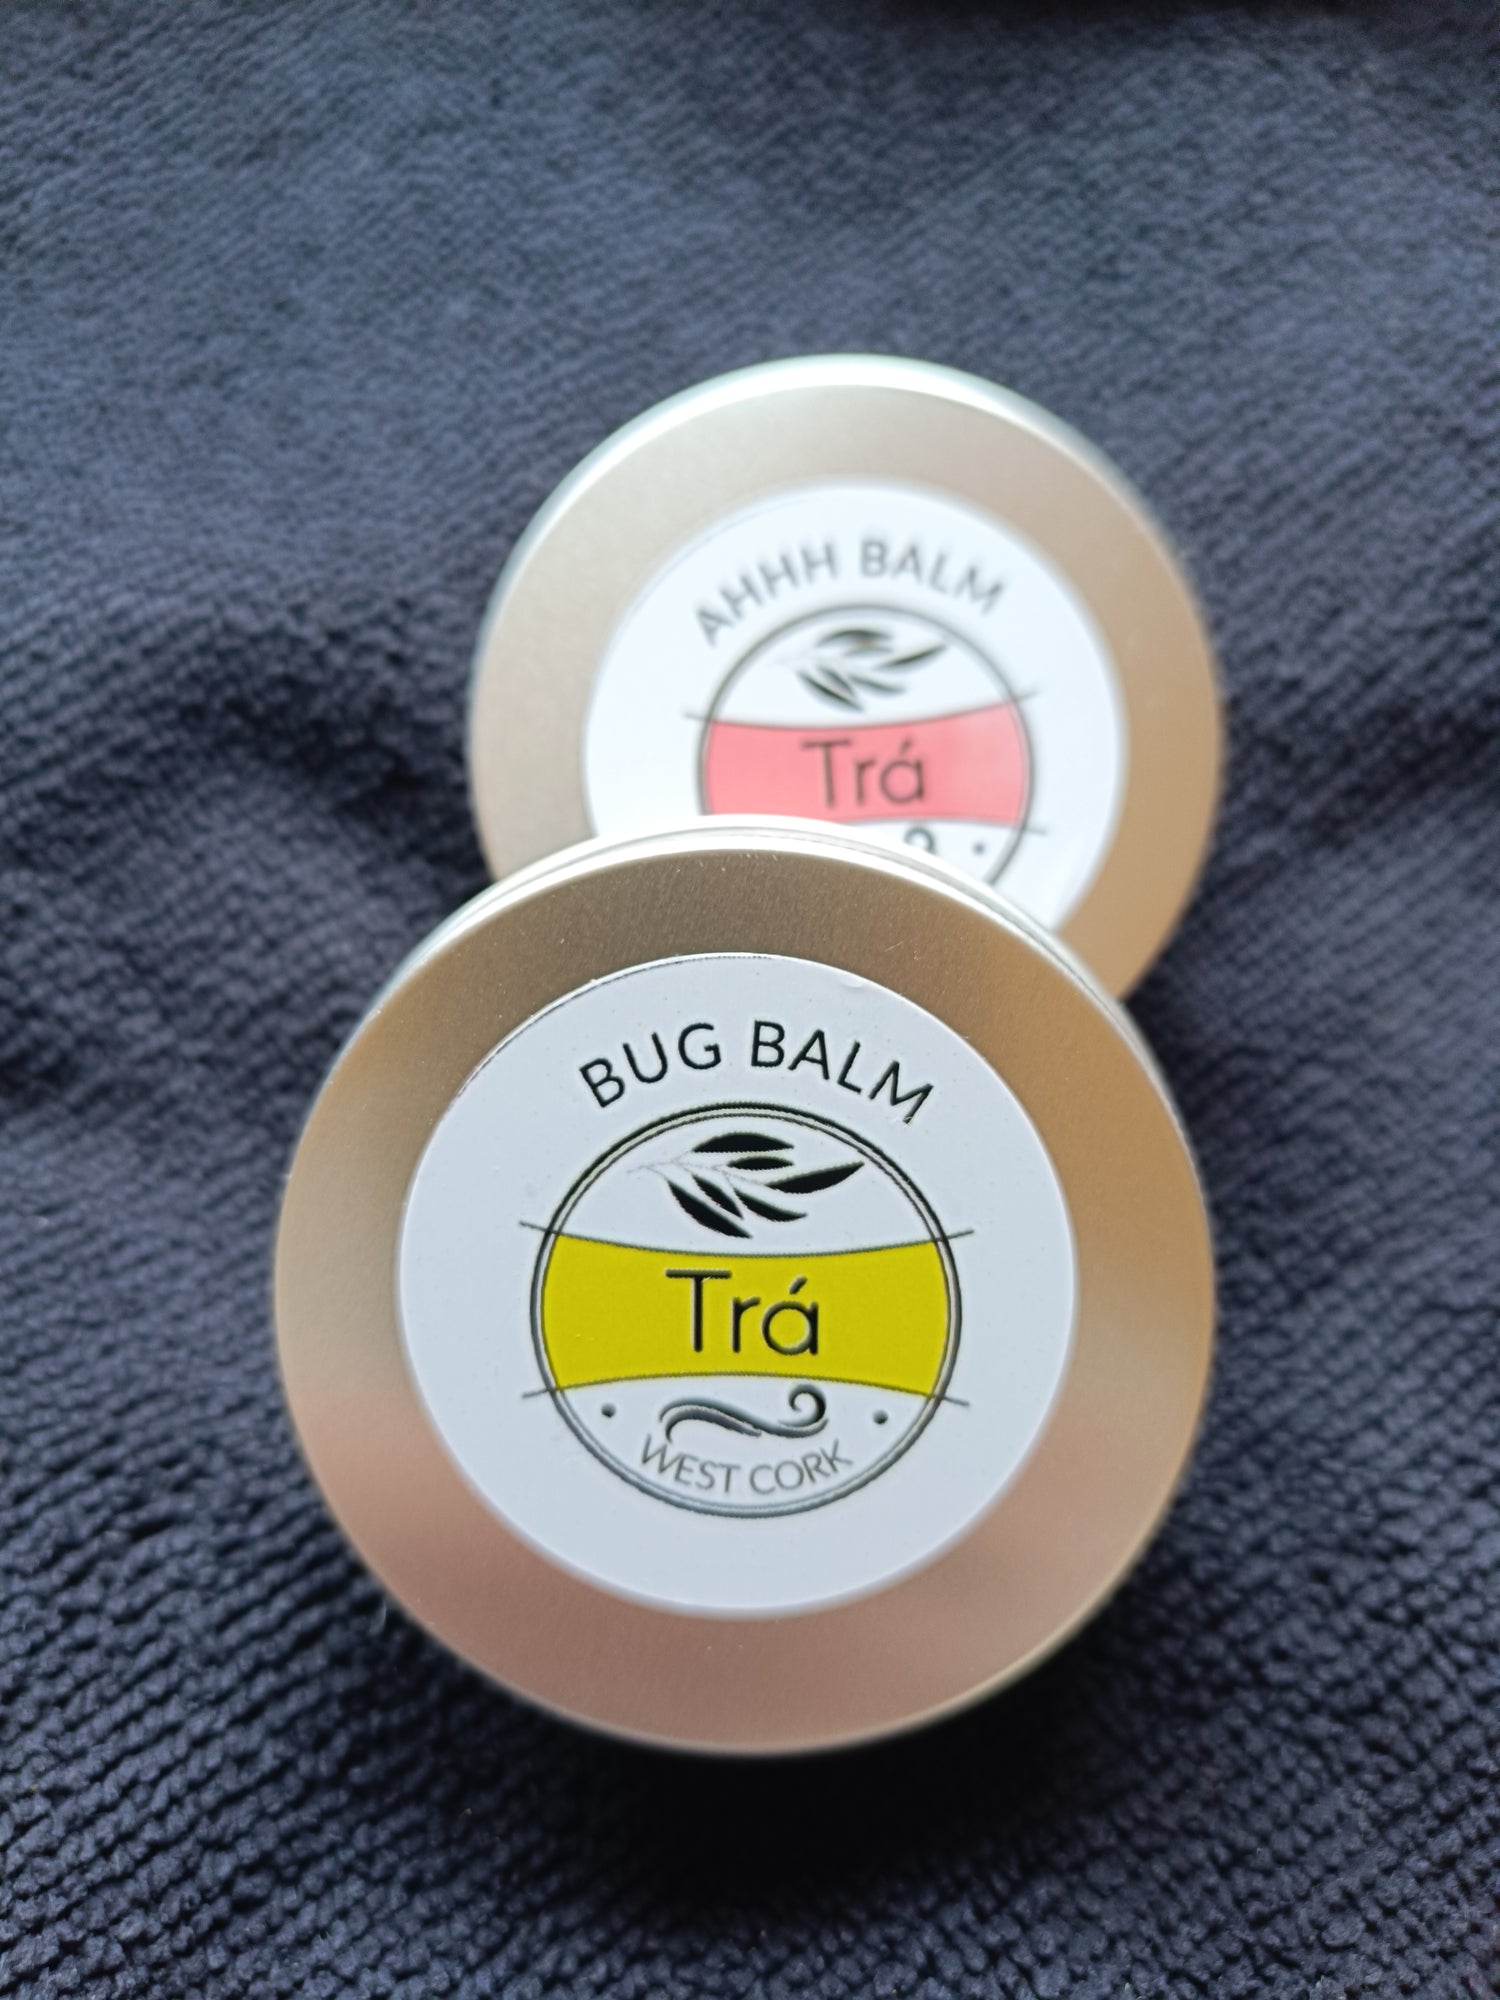 AHHH BALM
Trá
BUG BALM
Trá
WEST CORK